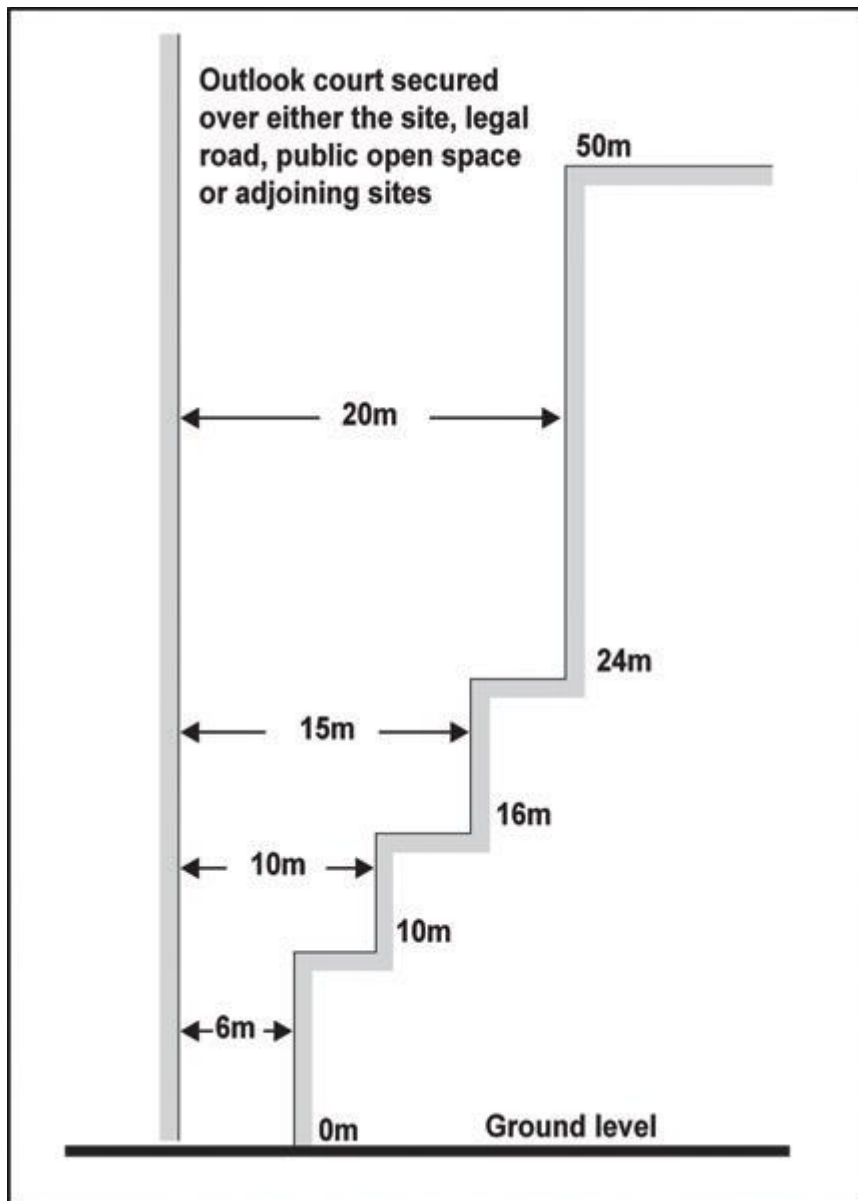 Outlook court secured
over either the site, legal
road, public open space
or adjoining sites
50m
20m
24m
15m
16m
10m
10m
6m
0m
Ground level